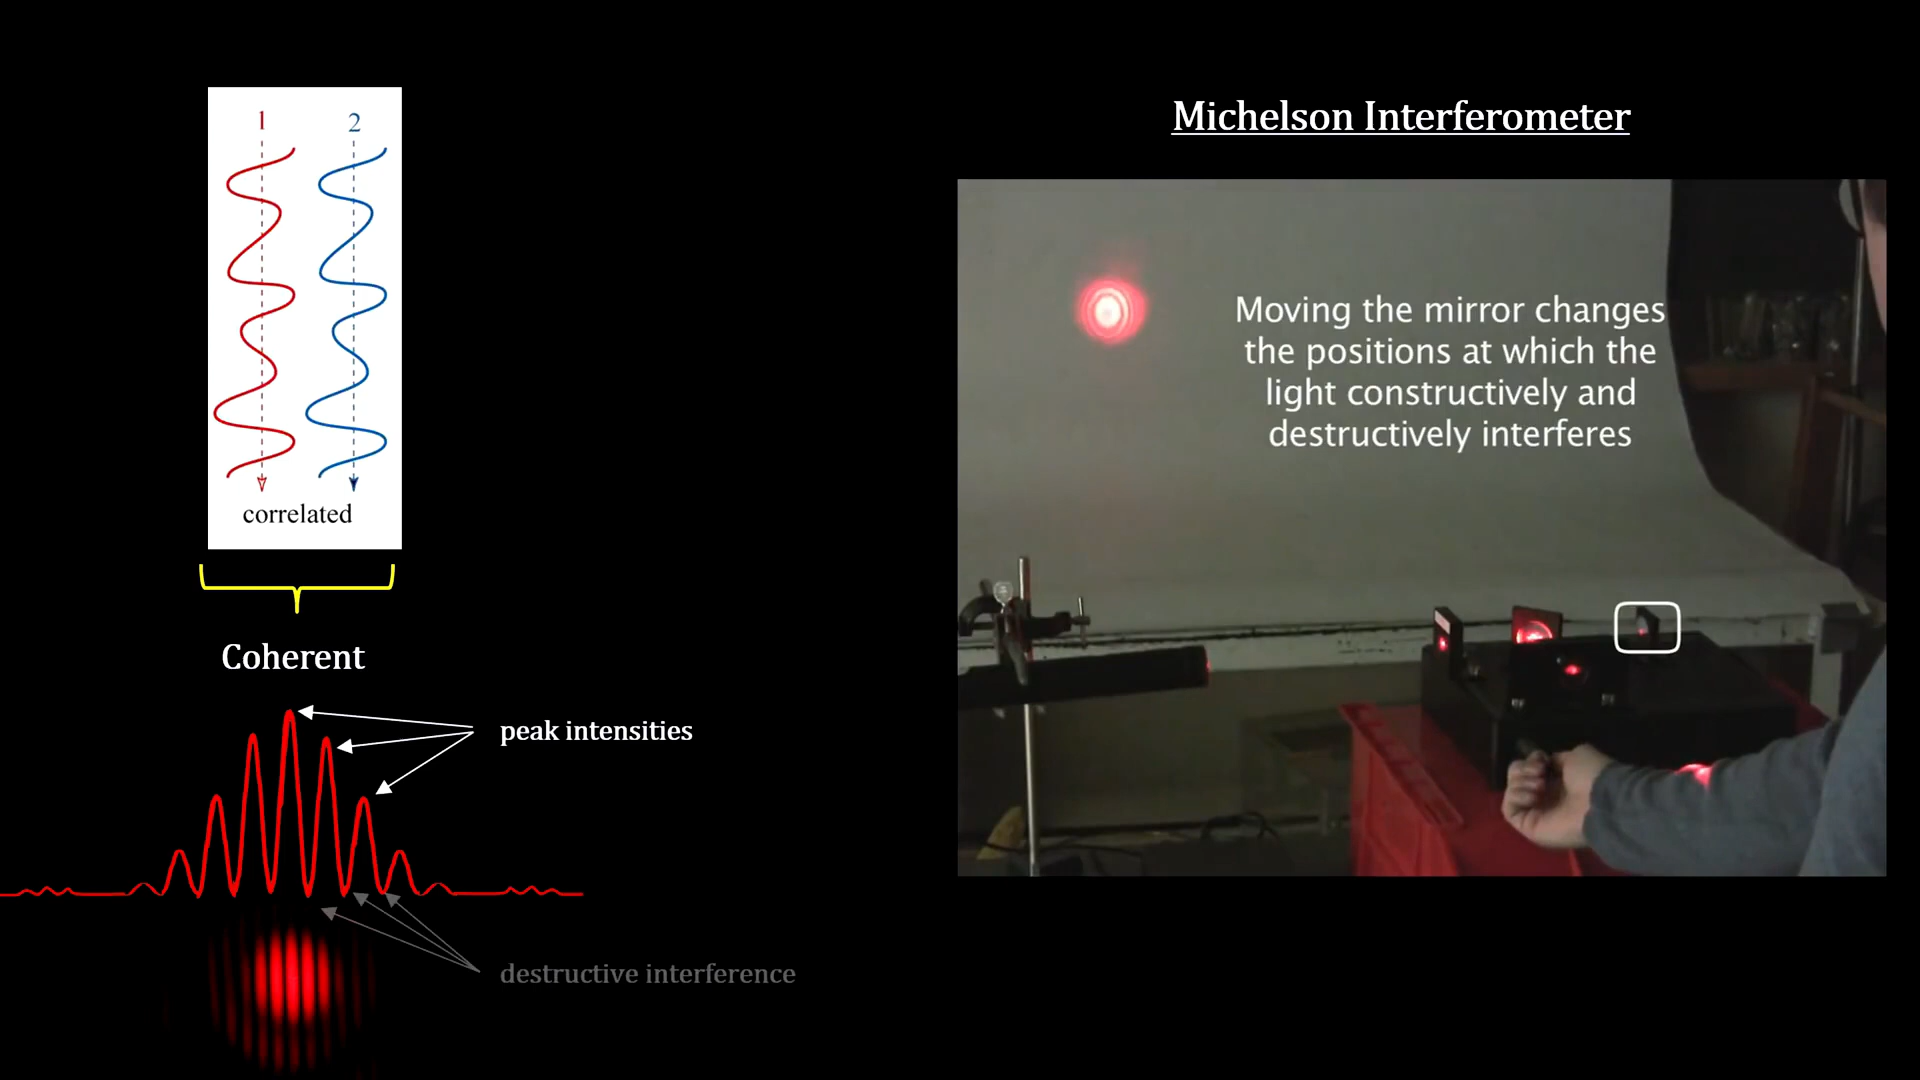 1 2
correlated
Coherent
peak intensities
destructive interference
Michelson Interferometer
Moving the mirror changes
the positions at which the
light constructively and
destructively interferes